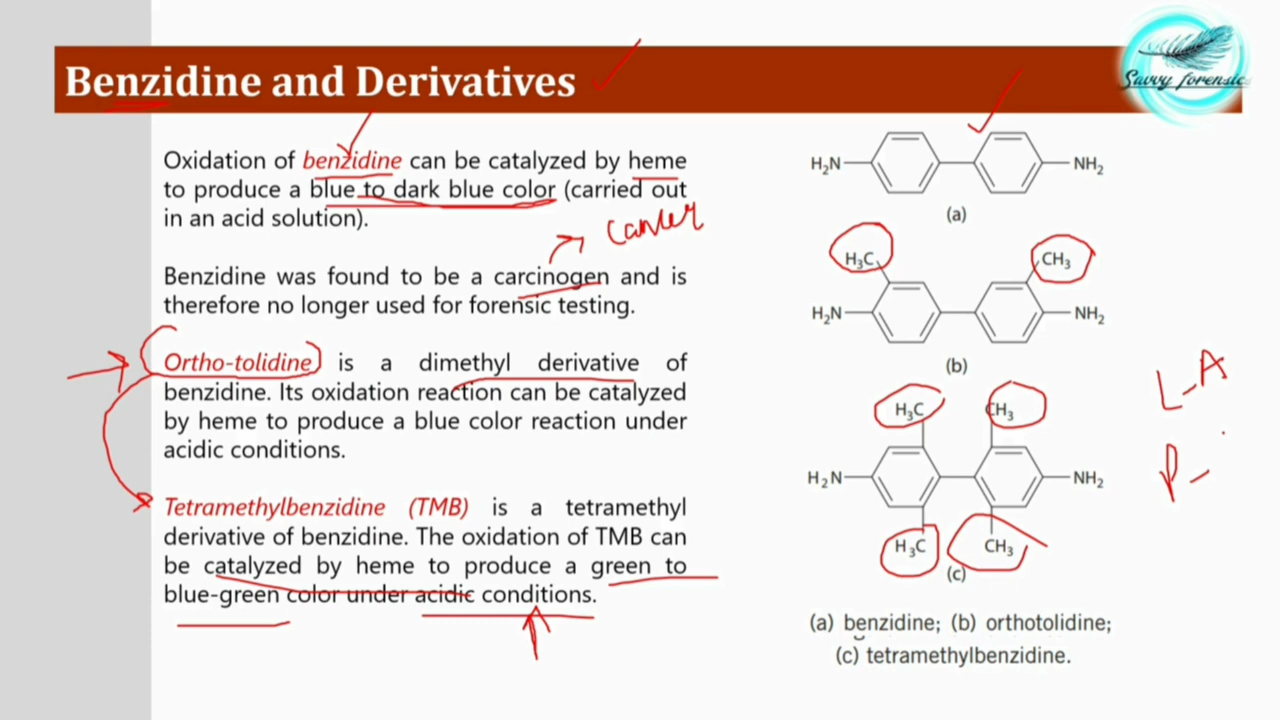 Benzidine and Derivatives
Savvy forensics
Oxidation of benzidine can be catalyzed by heme
to produce a blue to dark blue color (carried out
in an acid solution).
cancer
Benzidine was found to be a carcinogen and is
therefore no longer used for forensic testing.
Ortho-tolidine is a dimethyl derivative of
benzidine. Its oxidation reaction can be catalyzed
by heme to produce a blue color reaction under
acidic conditions.
Tetramethylbenzidine (TMB) is a tetramethyl
derivative of benzidine. The oxidation of TMB can
be catalyzed by heme to produce a green to
blue-green color under acidic conditions.
H₂N NH₂
(a)
H₃C CH₃
H₂N NH₂
(b)
H₃C CH₃
H₂N NH₂
H₃C CH₃
(c)
L-A
P-
(a) benzidine; (b) orthotolidine;
(c) tetramethylbenzidine.